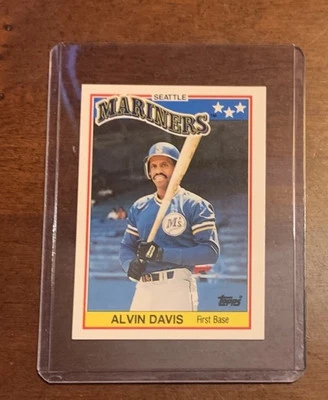 SEATTLE
MARINERS
M's
Topps
ALVIN DAVIS First Base